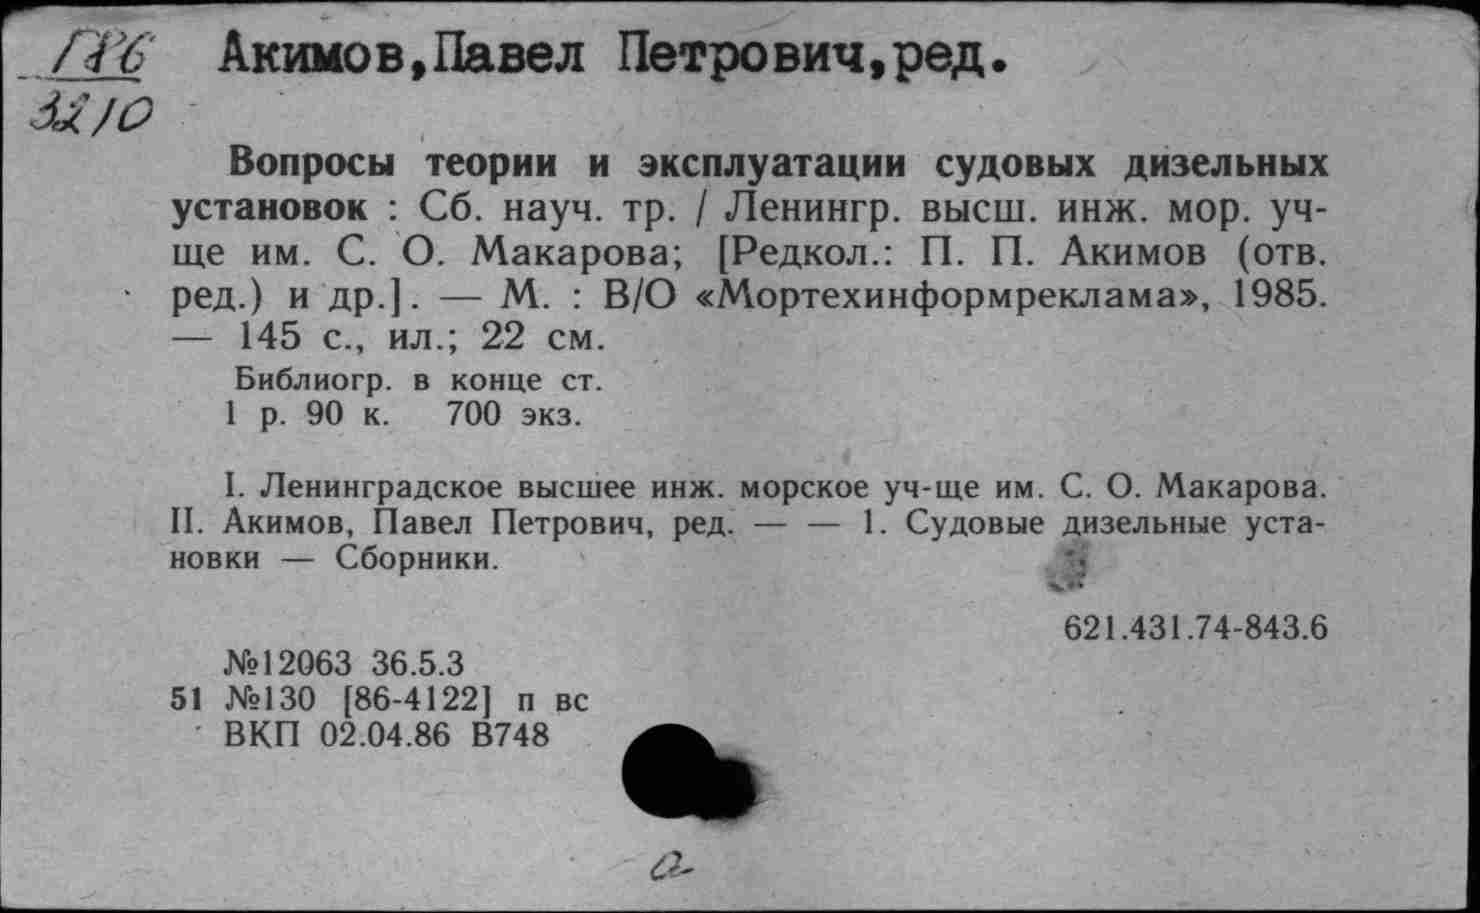 Г86 Акимов,Павел Петрович,ред.
3210
Вопросы теории и эксплуатации судовых дизельных
установок : Сб. науч. тр. / Ленингр. высш. инж. мор. уч-
ще им. С. О. Макарова; [Редкол.: П. П. Акимов (отв.
ред.) и др.]. — М. : В/О «Мортехинформреклама», 1985.
— 145 с., ил.; 22 см.
Библиогр. в конце ст.
1 р. 90 к. 700 экз.
I. Ленинградское высшее инж. морское уч-ще им. С. О. Макарова.
II. Акимов, Павел Петрович, ред. — — 1. Судовые дизельные уста-
новки — Сборники.
621.431.74-843.6
№12063 36.5.3
51 №130 [86-4122] п вс
ВКП 02.04.86 В748
а